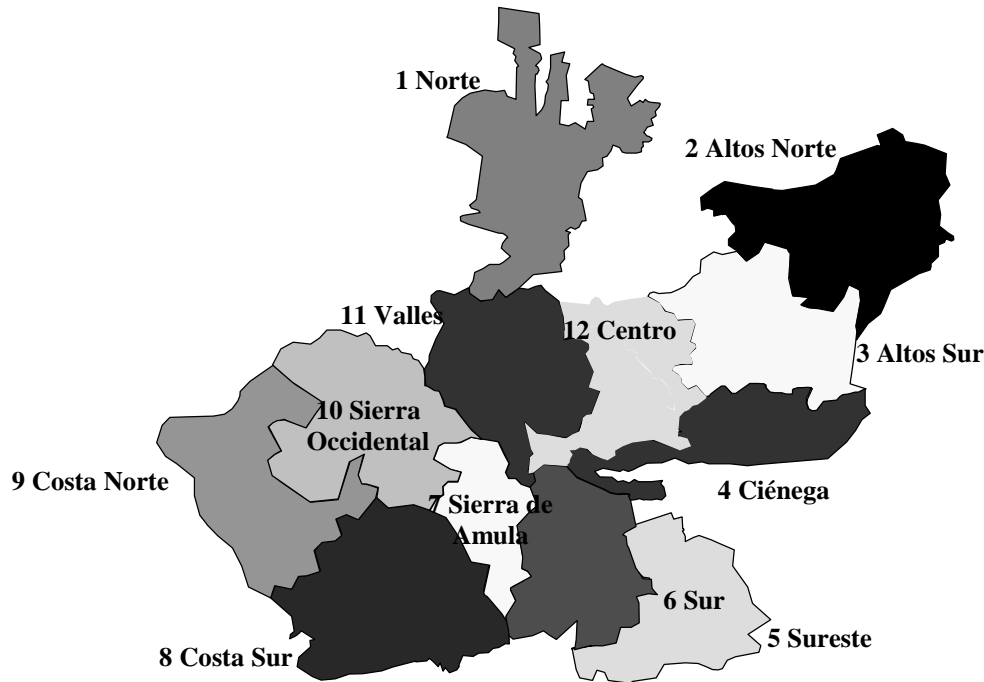 1 Norte
2 Altos Norte
11 Valles
12 Centro
3 Altos Sur
10 Sierra
Occidental
9 Costa Norte
7 Sierra de
Amula
4 Ciénega
6 Sur
5 Sureste
8 Costa Sur